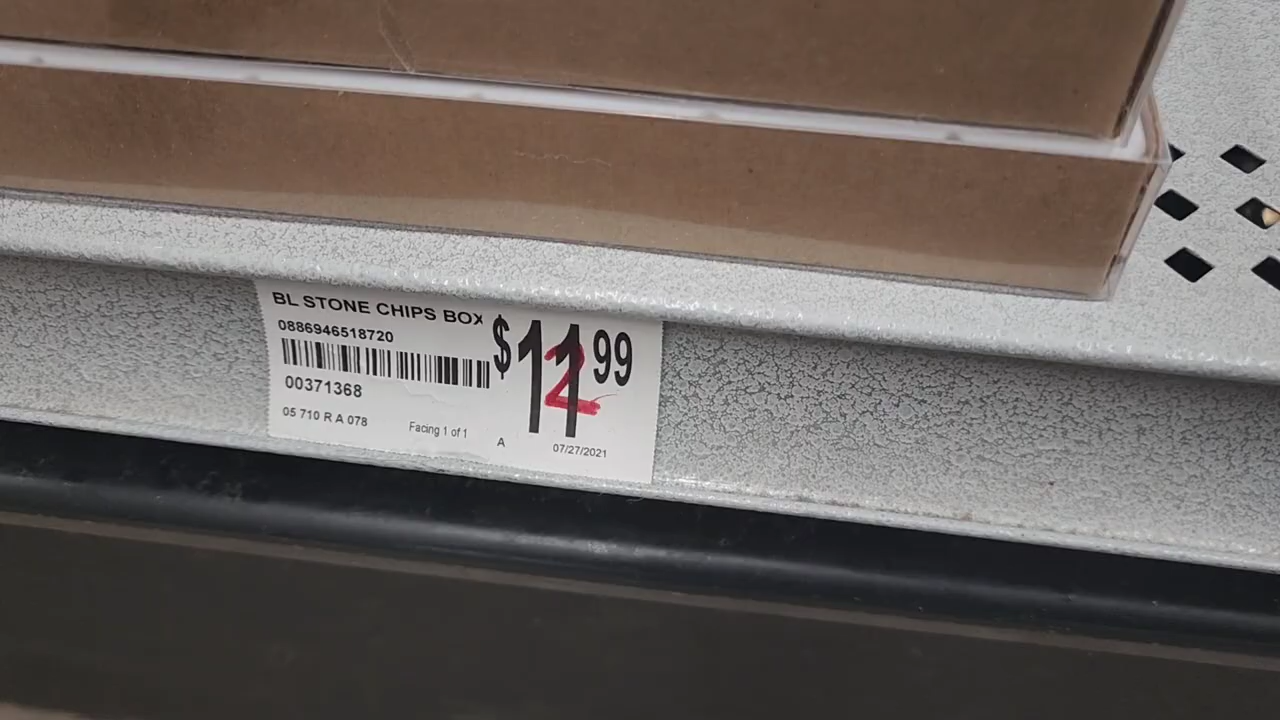 BL STONE CHIPS BOX
0886946518720
$11.99
2
00371368
05 710 R A 078
Facing 1 of 1
A
07/27/2021